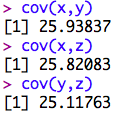 > cov(x,y)
[1] 25.93837
> cov(x,z)
[1] 25.82083
> cov(y,z)
[1] 25.11763